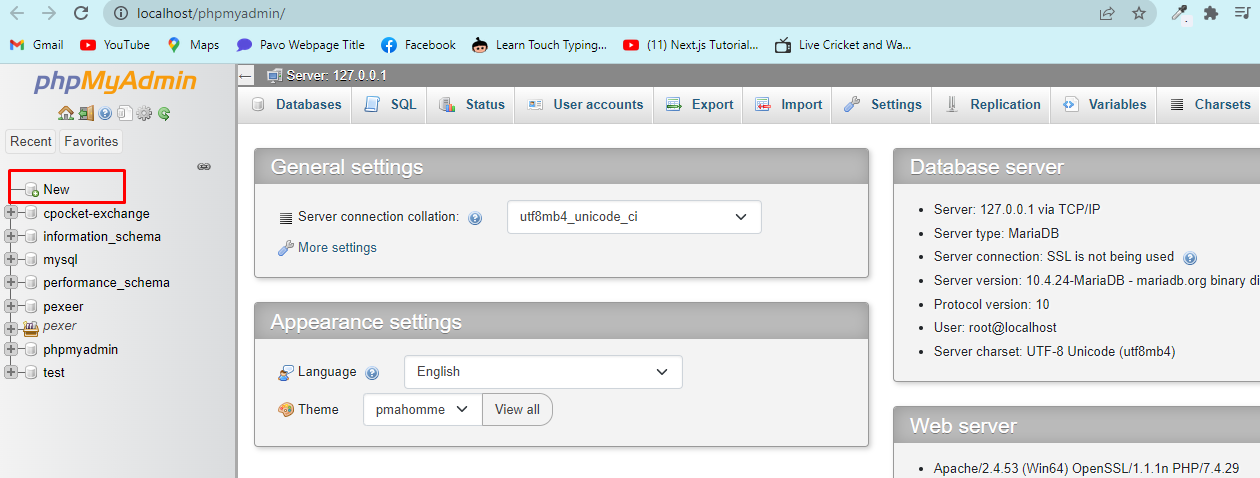 localhost/phpmyadmin/
Gmail
YouTube
Maps
Pavo Webpage Title
Facebook
Learn Touch Typing...
(11) Next.js Tutorial...
Live Cricket and Wa...
phpMyAdmin
Recent
Favorites
New
cpocket-exchange
information_schema
mysql
performance_schema
pexeer
pexer
phpmyadmin
test
Server: 127.0.0.1
Databases
SQL
Status
User accounts
Export
Import
Settings
Replication
Variables
Charsets
General settings
Server connection collation:
utf8mb4_unicode_ci
More settings
Appearance settings
Language
English
Theme
pmahomme
View all
Database server
Server: 127.0.0.1 via TCP/IP
Server type: MariaDB
Server connection: SSL is not being used
Server version: 10.4.24-MariaDB - mariadb.org binary di
Protocol version: 10
User: root@localhost
Server charset: UTF-8 Unicode (utf8mb4)
Web server
Apache/2.4.53 (Win64) OpenSSL/1.1.1n PHP/7.4.29